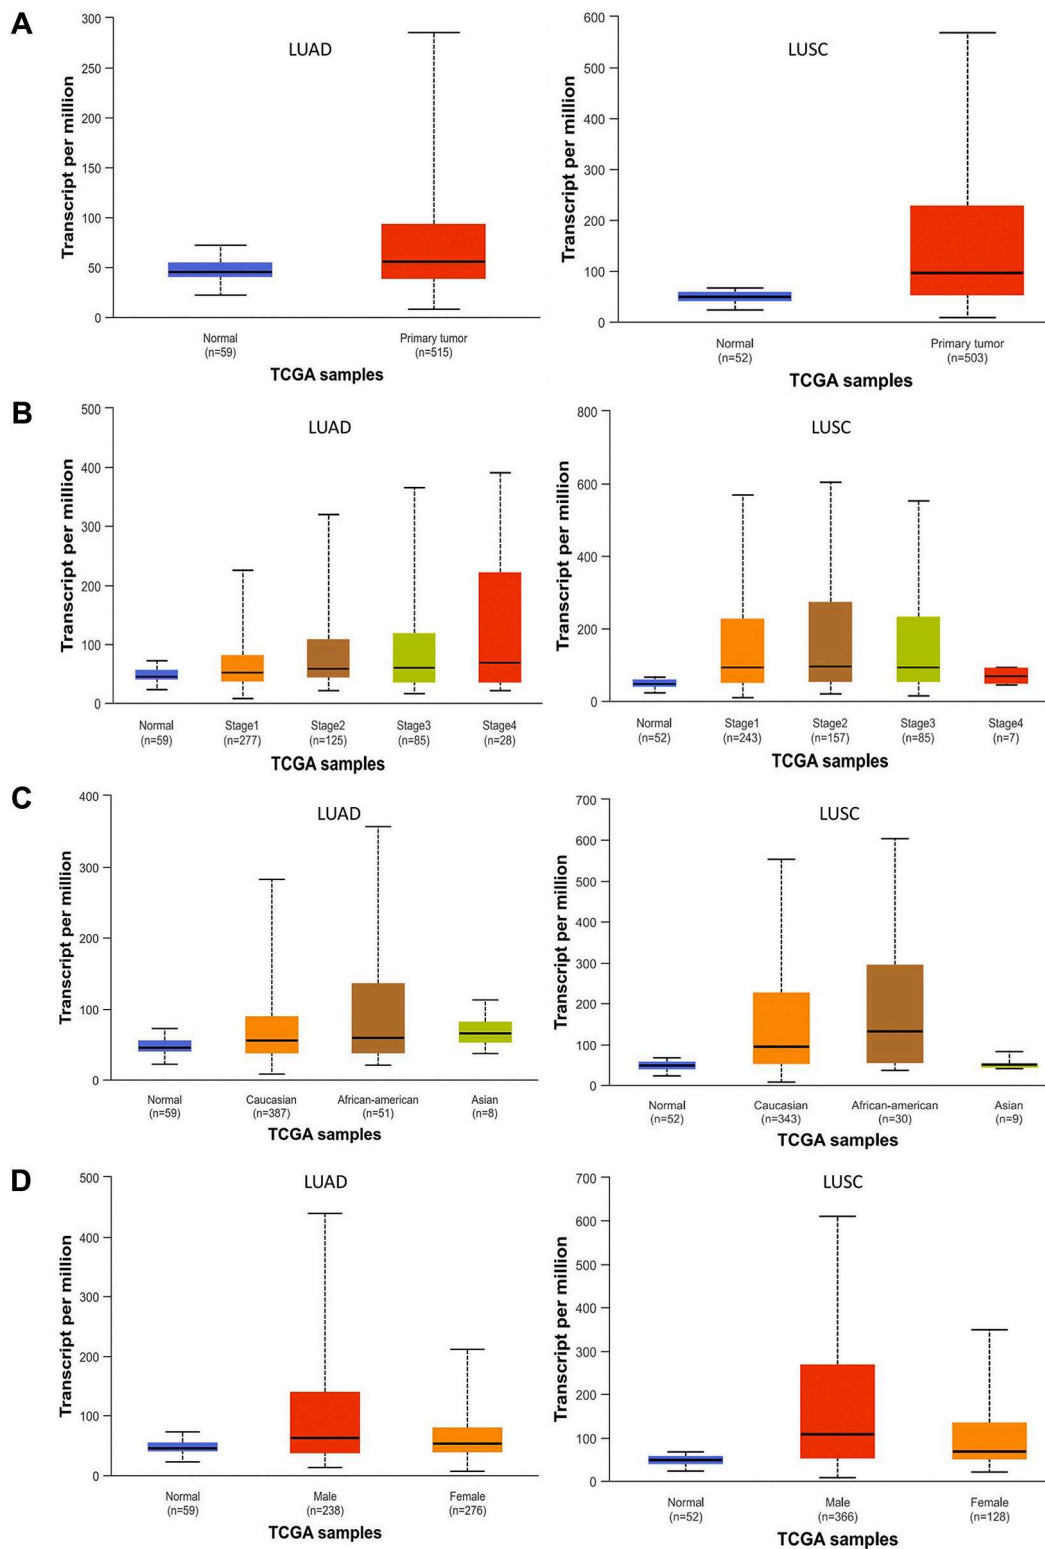 A
LUAD
Transcript per million
300
250
200
150
100
50
0
Normal
(n=59)
Primary tumor
(n=515)
TCGA samples
LUSC
Transcript per million
600
500
400
300
200
100
0
Normal
(n=52)
Primary tumor
(n=503)
TCGA samples
B
LUAD
Transcript per million
500
400
300
200
100
0
Normal
(n=59)
Stage1
(n=277)
Stage2
(n=125)
Stage3
(n=85)
Stage4
(n=28)
TCGA samples
LUSC
Transcript per million
800
600
400
200
0
Normal
(n=52)
Stage1
(n=243)
Stage2
(n=157)
Stage3
(n=85)
Stage4
(n=7)
TCGA samples
C
LUAD
Transcript per million
400
300
200
100
0
Normal
(n=59)
Caucasian
(n=387)
African-american
(n=51)
Asian
(n=8)
TCGA samples
LUSC
Transcript per million
700
600
500
400
300
200
100
0
Normal
(n=52)
Caucasian
(n=343)
African-american
(n=30)
Asian
(n=9)
TCGA samples
D
LUAD
Transcript per million
500
400
300
200
100
0
Normal
(n=59)
Male
(n=238)
Female
(n=276)
TCGA samples
LUSC
Transcript per million
700
600
500
400
300
200
100
0
Normal
(n=52)
Male
(n=366)
Female
(n=128)
TCGA samples